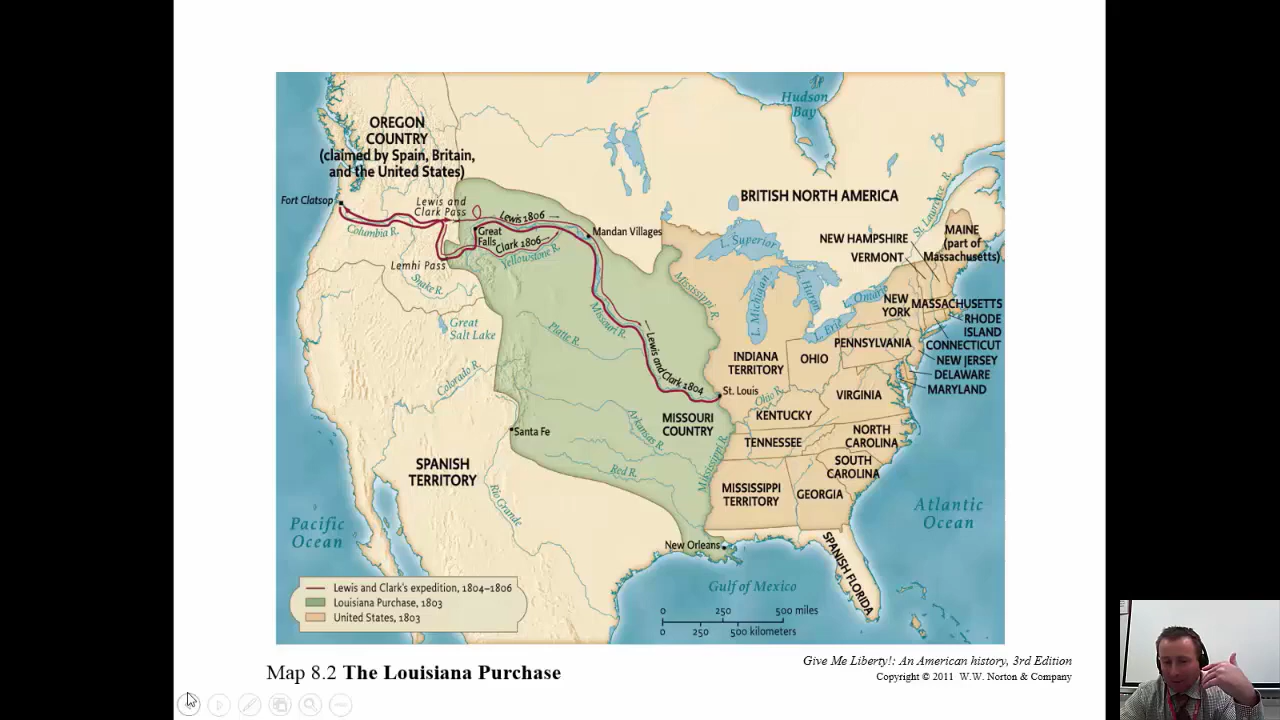 Hudson
Bay
OREGON
COUNTRY
(claimed by Spain, Britain,
and the United States)
BRITISH NORTH AMERICA
St. Lawrence R.
Fort Clatsop
Lewis and
Clark Pass
Lewis 1806
Columbia R.
Great
Falls
Clark 1806
Mandan Villages
Yellowstone R.
Lemhi Pass
Snake R.
L. Superior
NEW HAMPSHIRE
VERMONT
MAINE
(part of
Massachusetts)
Mississippi R.
L. Michigan
L. Huron
L. Ontario
L. Erie
NEW
YORK
MASSACHUSETTS
RHODE
ISLAND
CONNECTICUT
NEW JERSEY
DELAWARE
MARYLAND
PENNSYLVANIA
Great
Salt Lake
Platte R.
Missouri R.
Lewis and Clark 1804
INDIANA
TERRITORY
OHIO
Colorado R.
St. Louis
Ohio R.
VIRGINIA
KENTUCKY
MISSOURI
COUNTRY
Santa Fe
Arkansas R.
TENNESSEE
NORTH
CAROLINA
SPANISH
TERRITORY
Red R.
Mississippi R.
SOUTH
CAROLINA
MISSISSIPPI
TERRITORY
GEORGIA
Rio Grande
Pacific
Ocean
Atlantic
Ocean
New Orleans
SPANISH FLORIDA
Gulf of Mexico
Lewis and Clark's expedition, 1804–1806
Louisiana Purchase, 1803
United States, 1803
0 250 500 miles
0 250 500 kilometers
Map 8.2 The Louisiana Purchase
Give Me Liberty!: An American history, 3rd Edition
Copyright © 2011 W.W. Norton & Company